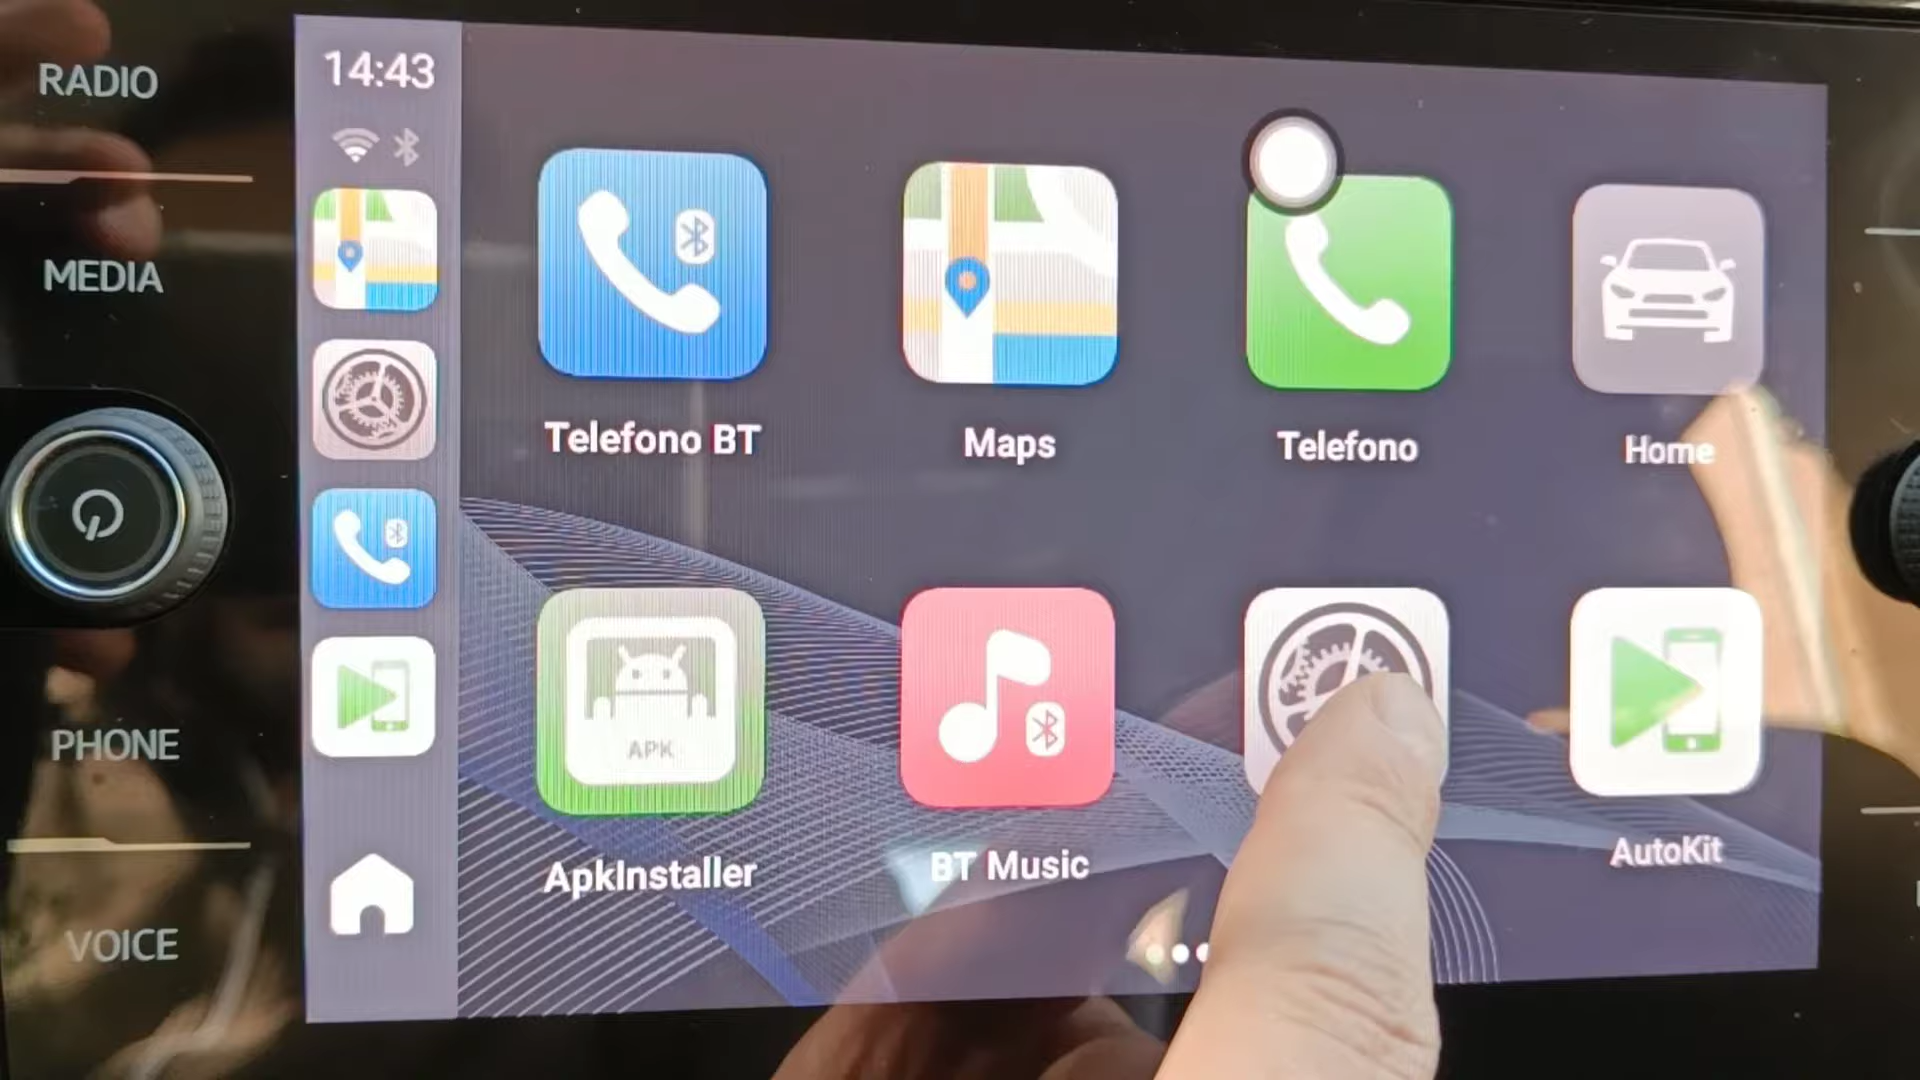 RADIO
MEDIA
PHONE
VOICE
14:43
Telefono BT
Maps
Telefono
Home
APK
ApkInstaller
BT Music
AutoKit